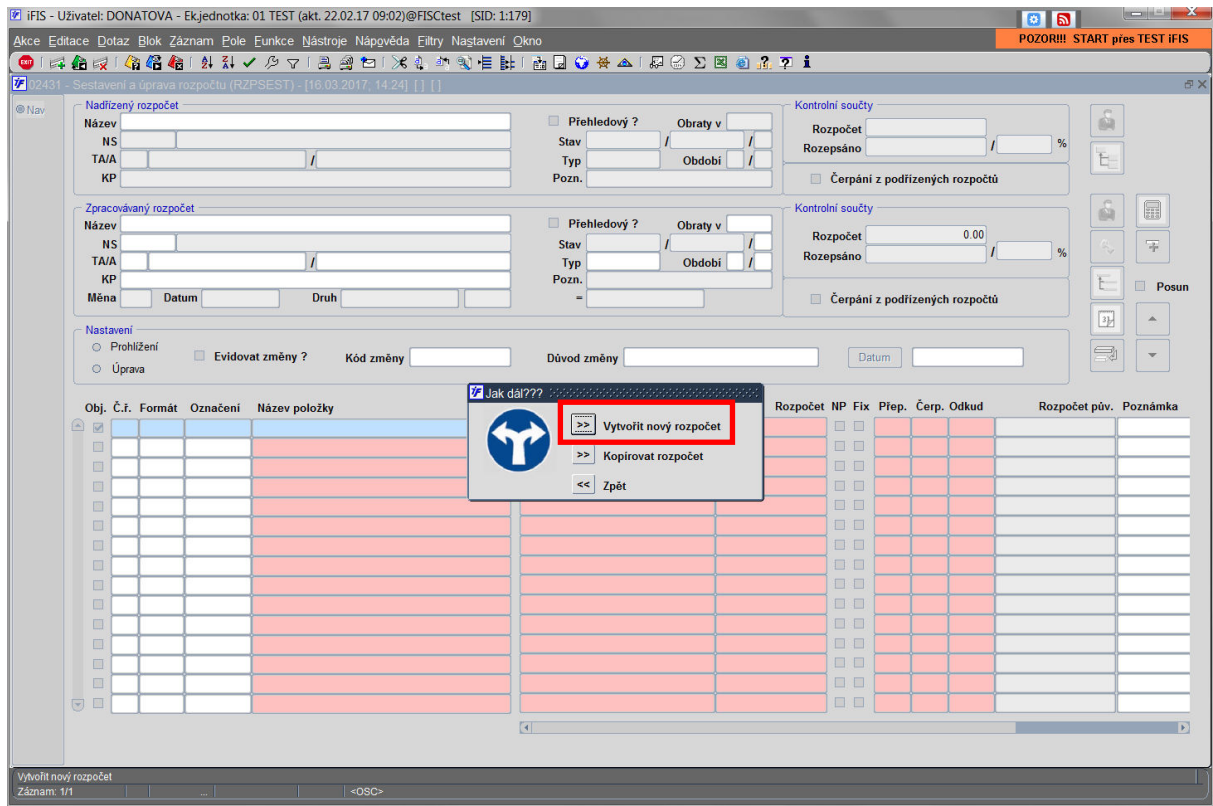 iFIS - Uživatel: DONATOVA - Ek.jednotka: 01 TEST (akt. 22.02.17 09:02)@FISCtest [SID: 1:179]
Akce Editace Dotaz Blok Záznam Pole Funkce Nástroje Nápověda Filtry Nastavení Okno
POZOR!!! START přes TEST iFIS
EXIT
02431 - Sestavení a úprava rozpočtu (RZPSEST) - [16.03.2017; 14:24] [ ] [ ]
Nav
Nadřízený rozpočet
Kontrolní součty
Název
Přehledový ?
Obraty v
Rozpočet
NS
Stav / /
Rozepsáno / %
TA/A /
Typ
Období /
KP
Pozn.
Čerpání z podřízených rozpočtů
Zpracovávaný rozpočet
Kontrolní součty
Název
Přehledový ?
Obraty v
Rozpočet 0.00
NS
Stav / /
Rozepsáno / %
TA/A /
Typ
Období /
KP
Pozn.
Měna
Datum
Druh
=
Čerpání z podřízených rozpočtů
Posun
Nastavení
Prohlížení
Úprava
Evidovat změny ?
Kód změny
Důvod změny
Datum
Jak dál???
>> Vytvořit nový rozpočet
>> Kopírovat rozpočet
<< Zpět
Obj. Č.ř. Formát Označení Název položky Rozpočet NP Fix Přep. Čerp. Odkud Rozpočet pův. Poznámka
Vytvořit nový rozpočet
Záznam: 1/1 ... <OSC>